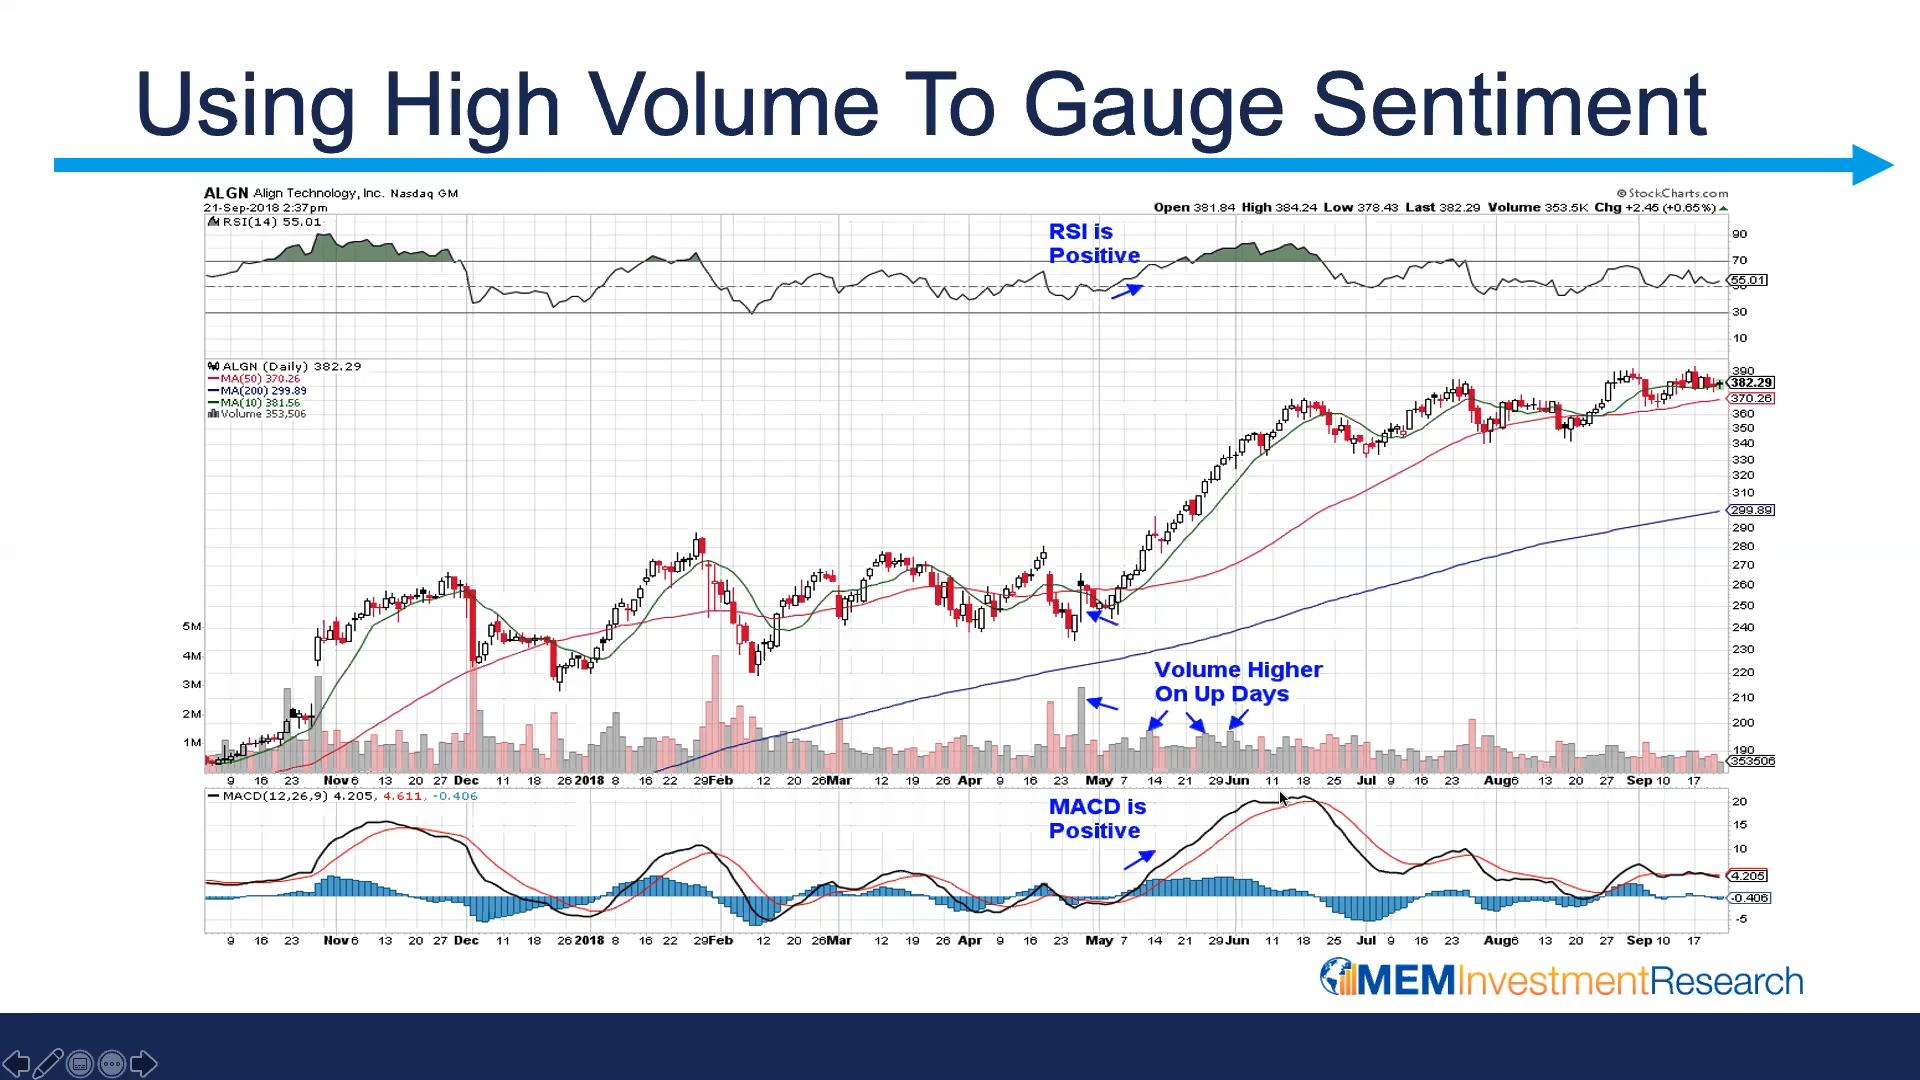 Using High Volume To Gauge Sentiment
ALGN Align Technology, Inc. Nasdaq GM
© StockCharts.com
21-Sep-2018 2:37pm
Open 381.84 High 384.24 Low 378.43 Last 382.29 Volume 353.5K Chg +2.45 (+0.65%)
RSI(14) 55.01
RSI is
Positive
90
70
55.01
50
30
10
ALGN (Daily) 382.29
MA(50) 370.26
MA(200) 299.89
MA(10) 381.56
Volume 353,506
390
382.29
370.26
360
350
340
330
320
310
299.89
290
280
270
260
250
240
230
220
210
200
190
353506
5M
4M
3M
2M
1M
Volume Higher
On Up Days
9 16 23 Nov 6 13 20 27 Dec 11 18 26 2018 8 16 22 29 Feb 12 20 26 Mar 12 19 26 Apr 9 16 23 May 7 14 21 29 Jun 11 18 25 Jul 9 16 23 Aug 6 13 20 27 Sep 10 17
MACD(12,26,9) 4.205, 4.611, -0.406
MACD is
Positive
20
15
10
4.205
-0.406
-5
9 16 23 Nov 6 13 20 27 Dec 11 18 26 2018 8 16 22 29 Feb 12 20 26 Mar 12 19 26 Apr 9 16 23 May 7 14 21 29 Jun 11 18 25 Jul 9 16 23 Aug 6 13 20 27 Sep 10 17
MEMInvestmentResearch